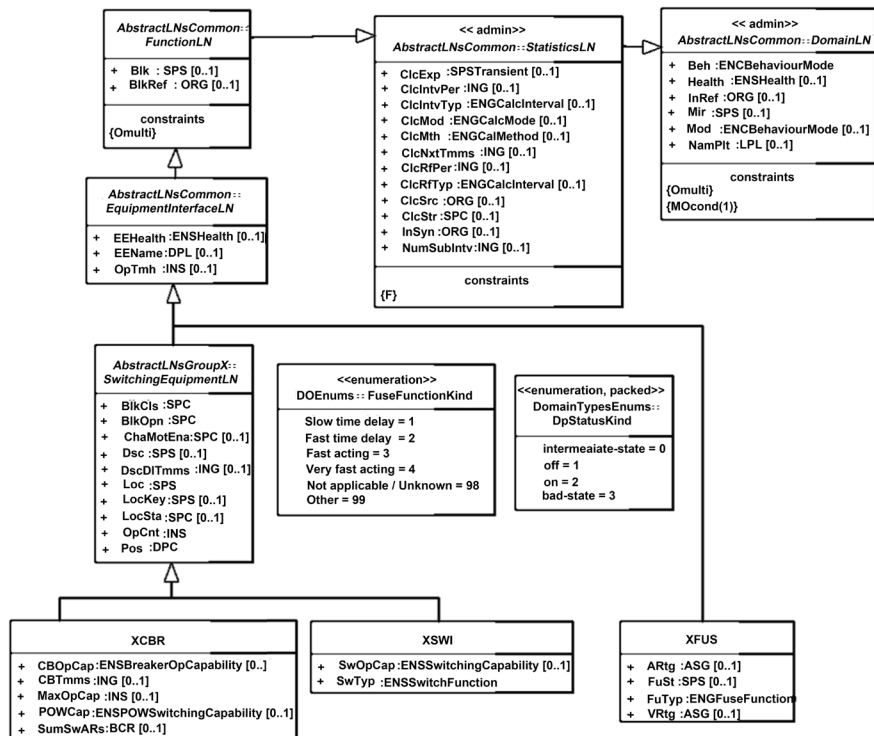 AbstractLNsCommon::
FunctionLN
+ Blk : SPS [0..1]
+ BlkRef : ORG [0..1]
constraints
{Omulti}
<< admin>>
AbstractLNsCommon::StatisticsLN
+ ClcExp :SPSTransient [0..1]
+ ClcIntvPer :ING [0..1]
+ ClcIntvTyp :ENGCalcInterval [0..1]
+ ClcMod :ENGCalcMode [0..1]
+ ClcMth :ENGCalMethod [0..1]
+ ClcNxtTmms :ING [0..1]
+ ClcRfPer :ING [0..1]
+ ClcRfTyp :ENGCalcInterval [0..1]
+ ClcSrc :ORG [0..1]
+ ClcStr :SPC [0..1]
+ InSyn :ORG [0..1]
+ NumSubIntv :ING [0..1]
constraints
{F}
<< admin>>
AbstractLNsCommon::DomainLN
+ Beh :ENCBehaviourMode
+ Health :ENSHealth [0..1]
+ InRef :ORG [0..1]
+ Mir :SPS [0..1]
+ Mod :ENCBehaviourMode [0..1]
+ NamPlt :LPL [0..1]
constraints
{Omulti}
{MOcond(1)}
AbstractLNsCommon::
EquipmentInterfaceLN
+ EEHealth :ENSHealth [0..1]
+ EEName :DPL [0..1]
+ OpTmh :INS [0..1]
AbstractLNsGroupX::
SwitchingEquipmentLN
+ BlkCls :SPC
+ BlkOpn :SPC
+ ChaMotEna:SPC [0..1]
+ Dsc :SPS [0..1]
+ DscDlTmms :ING [0..1]
+ Loc :SPS
+ LocKey :SPS [0..1]
+ LocSta :SPC [0..1]
+ OpCnt :INS
+ Pos :DPC
<<enumeration>>
DOEnums :: FuseFunctionKind
Slow time delay = 1
Fast time delay = 2
Fast acting = 3
Very fast acting = 4
Not applicable / Unknown = 98
Other = 99
<<enumeration, packed>>
DomainTypesEnums::
DpStatusKind
intermeaiate-state = 0
off = 1
on = 2
bad-state = 3
XCBR
+ CBOpCap :ENSBreakerOpCapability [0..]
+ CBTmms :ING [0..1]
+ MaxOpCap :INS [0..1]
+ POWCap :ENSPOWSwitchingCapability [0..1]
+ SumSwARs :BCR [0..1]
XSWI
+ SwOpCap :ENSSwitchingCapability [0..1]
+ SwTyp :ENSSwitchFunction
XFUS
+ ARtg :ASG [0..1]
+ FuSt :SPS [0..1]
+ FuTyp :ENGFuseFunction
+ VRtg :ASG [0..1]